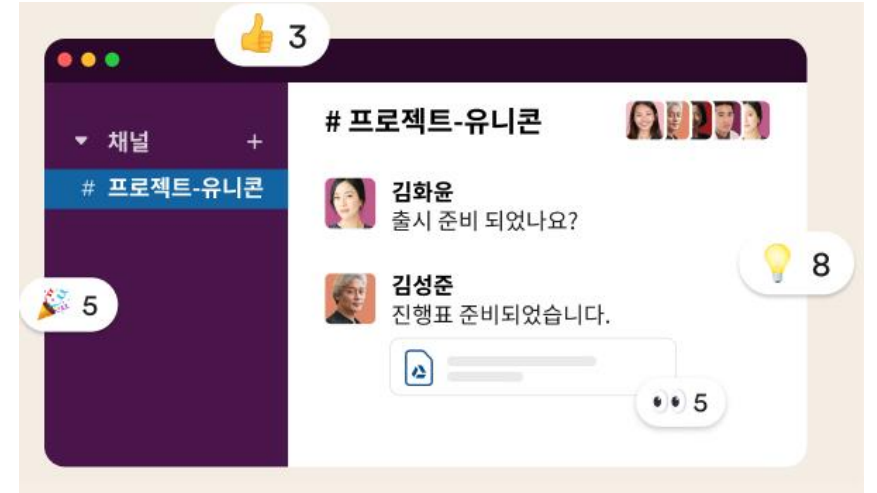 3
채널 +
# 프로젝트-유니콘
# 프로젝트-유니콘
김화윤
출시 준비 되었나요?
8
5
김성준
진행표 준비되었습니다.
5